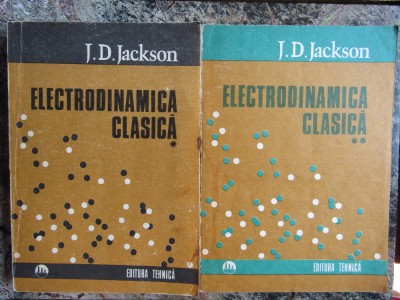 J.D.Jackson
ELECTRODINAMICA
CLASICĂ
*
EDITURA TEHNICĂ
J.D.Jackson
ELECTRODINAMICA
CLASICĂ
**
EDITURA TEHNICĂ